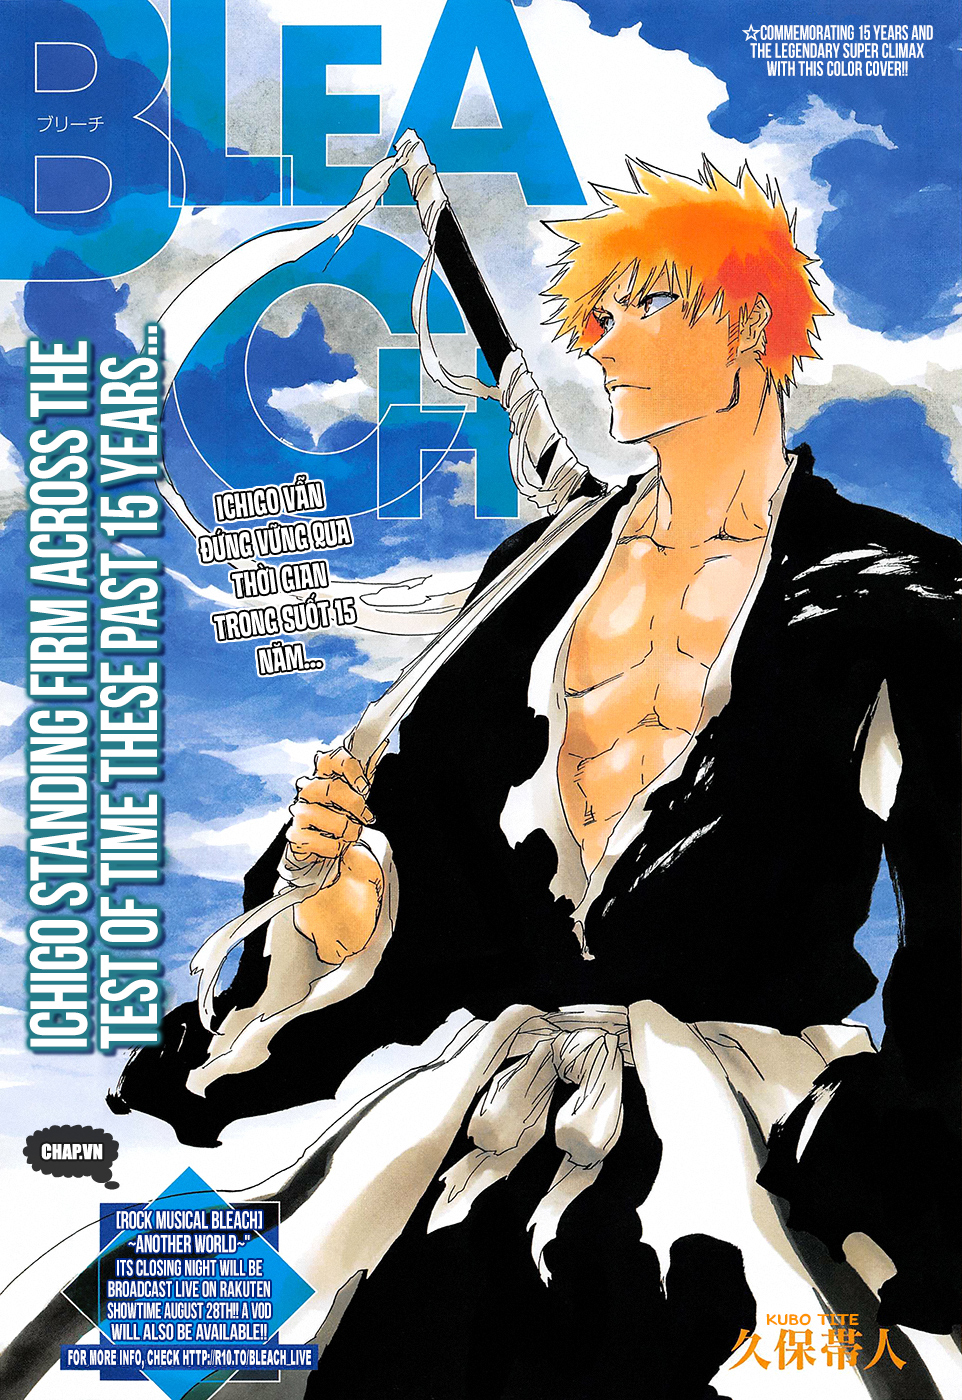 BLEACH
ブリーチ
☆COMMEMORATING 15 YEARS AND
THE LEGENDARY SUPER CLIMAX
WITH THIS COLOR COVER!!
ICHIGO STANDING FIRM ACROSS THE
TEST OF TIME THESE PAST 15 YEARS...
ICHIGO VẪN
ĐỨNG VỮNG QUA
THỜI GIAN
TRONG SUỐT 15
NĂM...
CHAP.VN
[ROCK MUSICAL BLEACH]
~ANOTHER WORLD~"
ITS CLOSING NIGHT WILL BE
BROADCAST LIVE ON RAKUTEN
SHOWTIME AUGUST 28TH!! A VOD
WILL ALSO BE AVAILABLE!!
FOR MORE INFO, CHECK HTTP://R10.TO/BLEACH_LIVE
KUBO TITE
久保帯人